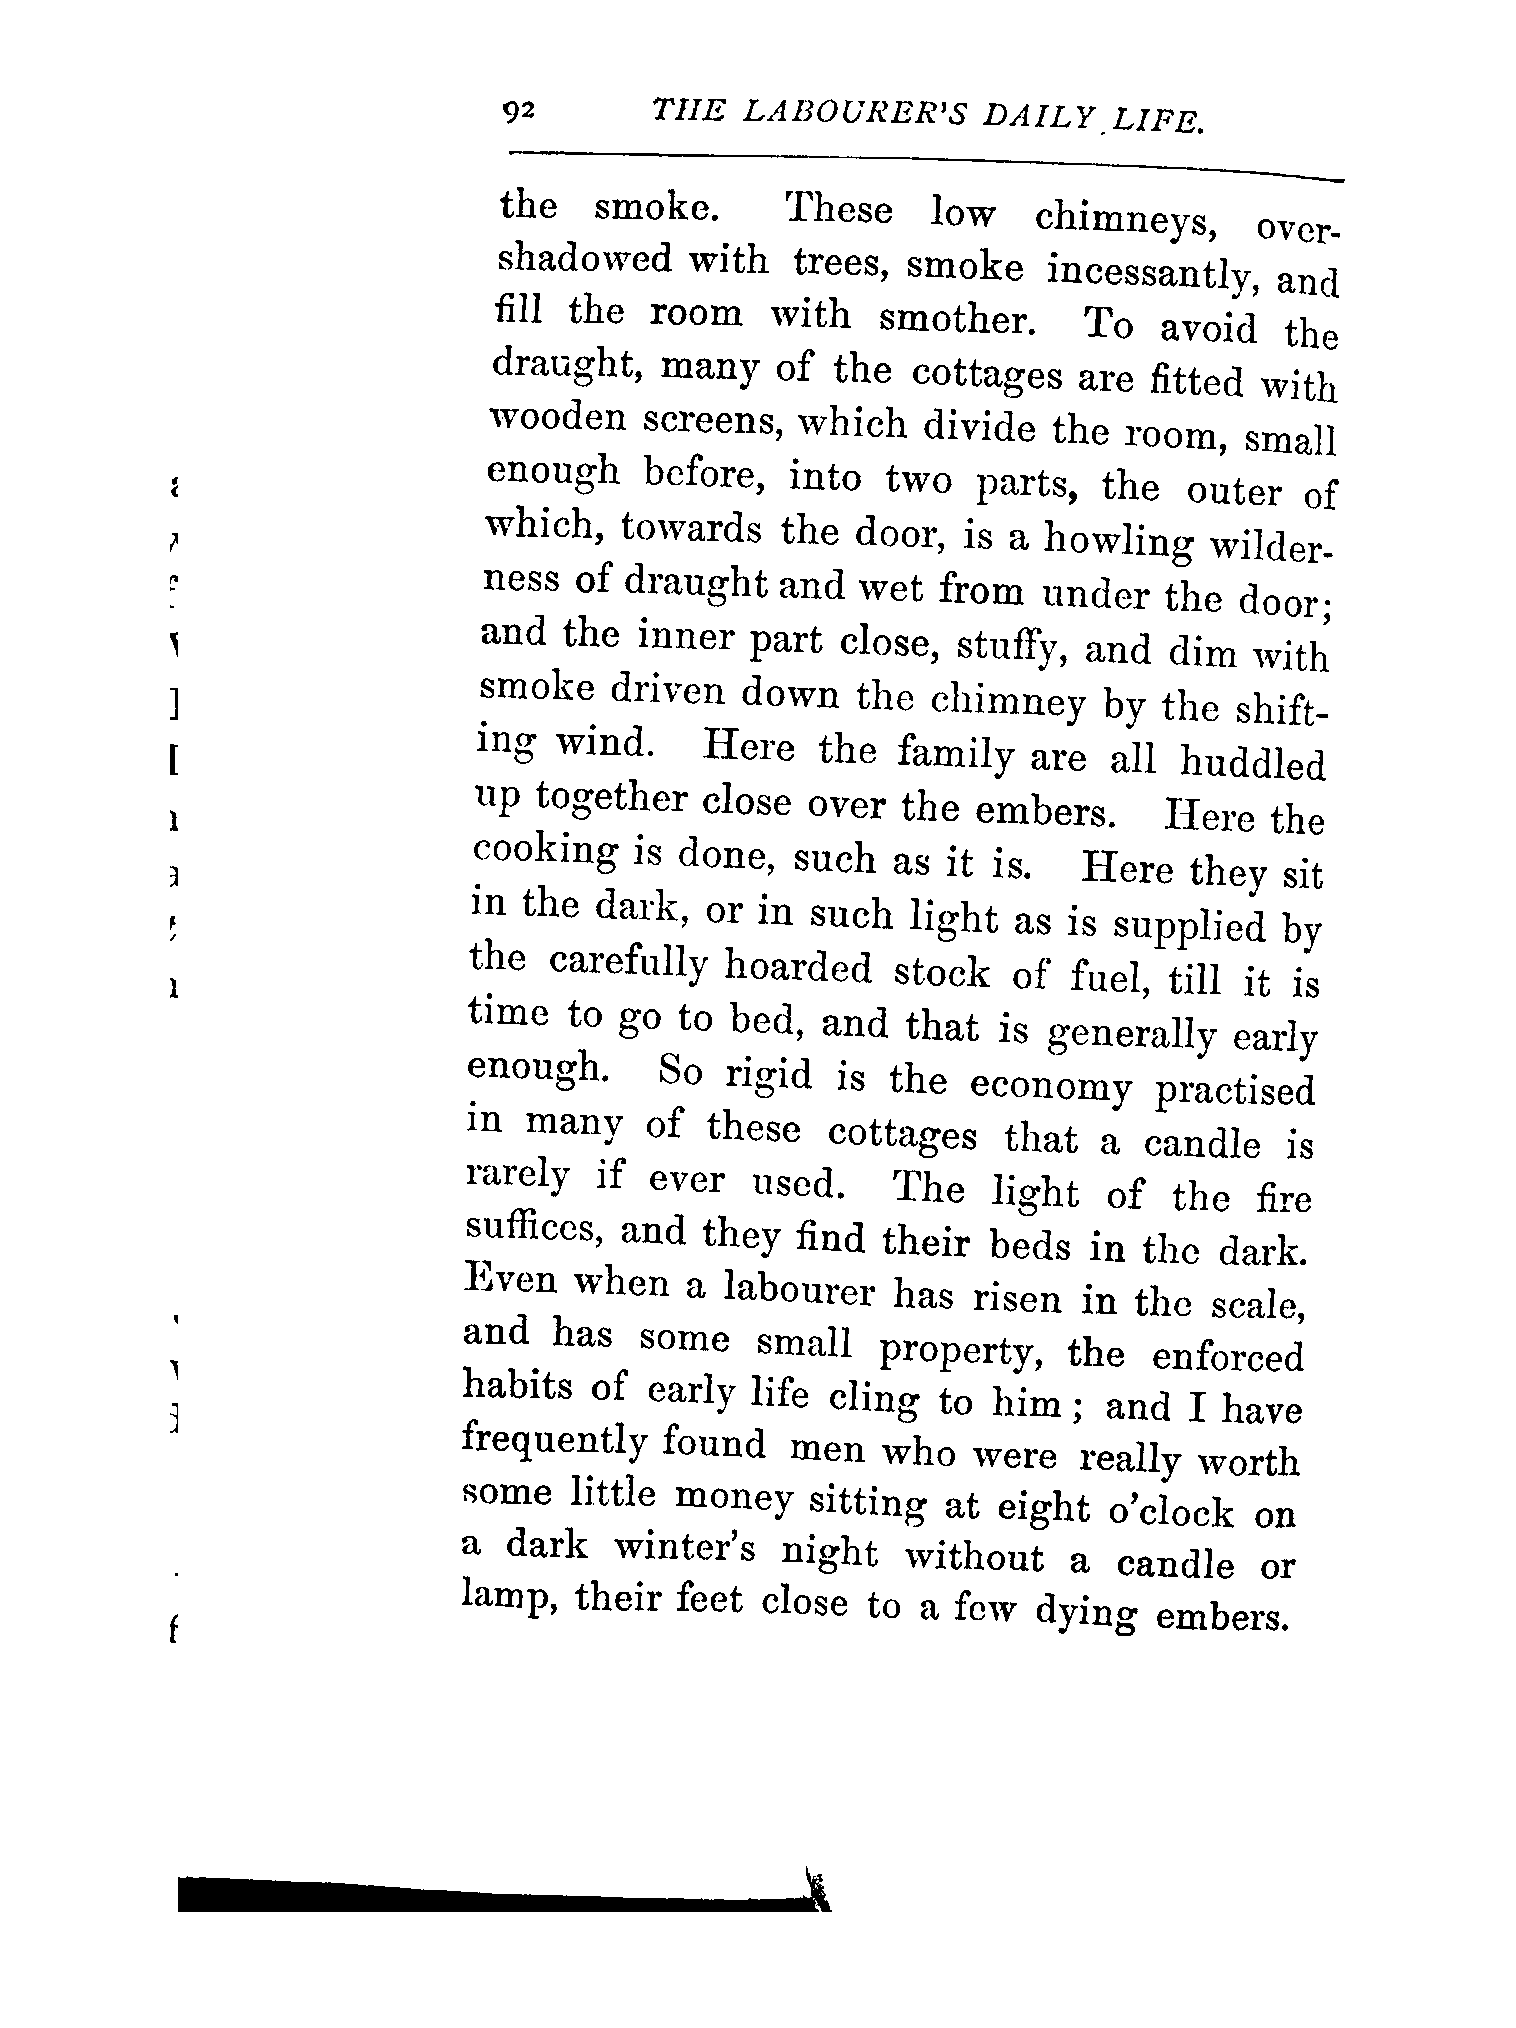 92 THE LABOURER'S DAILY LIFE.
the smoke. These low chimneys, over-
shadowed with trees, smoke incessantly, and
fill the room with smother. To avoid the
draught, many of the cottages are fitted with
wooden screens, which divide the room, small
enough before, into two parts, the outer of
which, towards the door, is a howling wilder-
ness of draught and wet from under the door;
and the inner part close, stuffy, and dim with
smoke driven down the chimney by the shift-
ing wind. Here the family are all huddled
up together close over the embers. Here the
cooking is done, such as it is. Here they sit
in the dark, or in such light as is supplied by
the carefully hoarded stock of fuel, till it is
time to go to bed, and that is generally early
enough. So rigid is the economy practised
in many of these cottages that a candle is
rarely if ever used. The light of the fire
suffices, and they find their beds in the dark.
Even when a labourer has risen in the scale,
and has some small property, the enforced
habits of early life cling to him; and I have
frequently found men who were really worth
some little money sitting at eight o'clock on
a dark winter's night without a candle or
lamp, their feet close to a few dying embers.